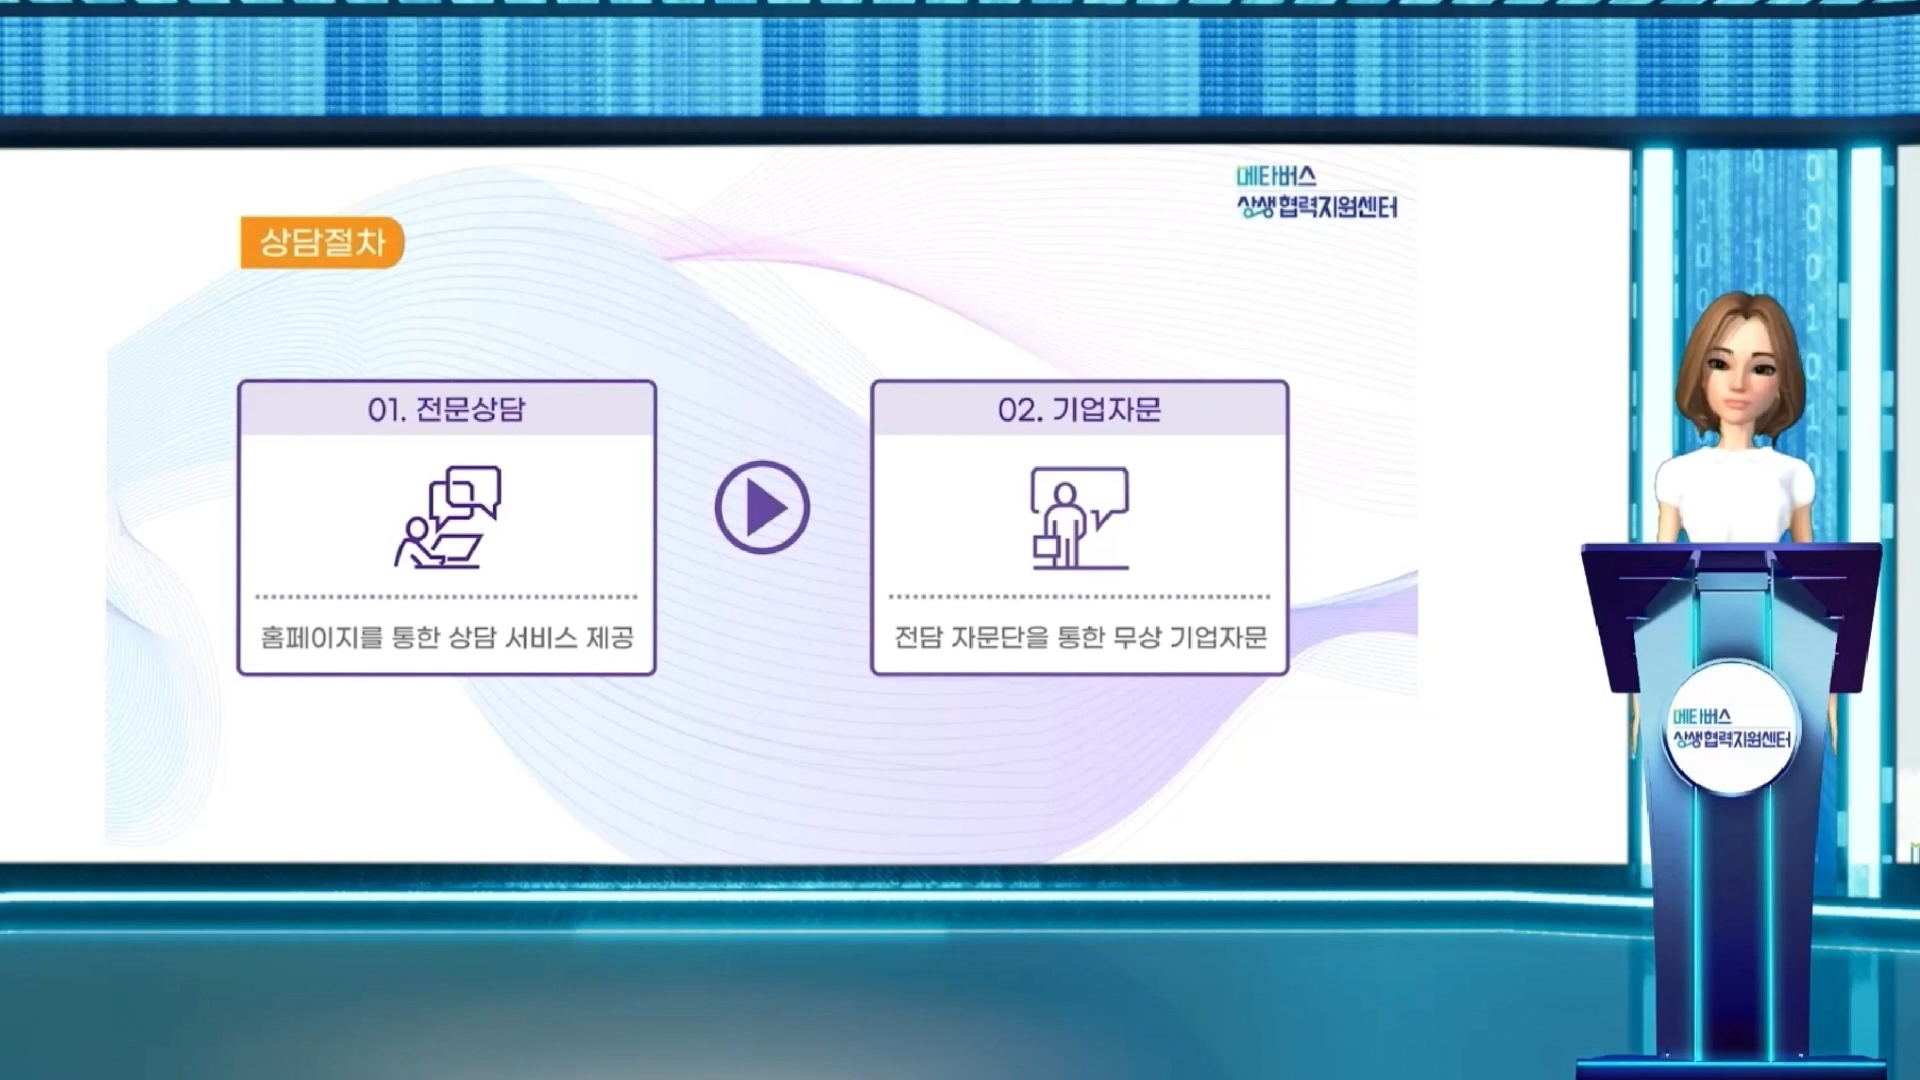 메타버스
상생협력지원센터
상담절차
01. 전문상담
홈페이지를 통한 상담 서비스 제공
02. 기업자문
전담 자문단을 통한 무상 기업자문
메타버스
상생협력지원센터